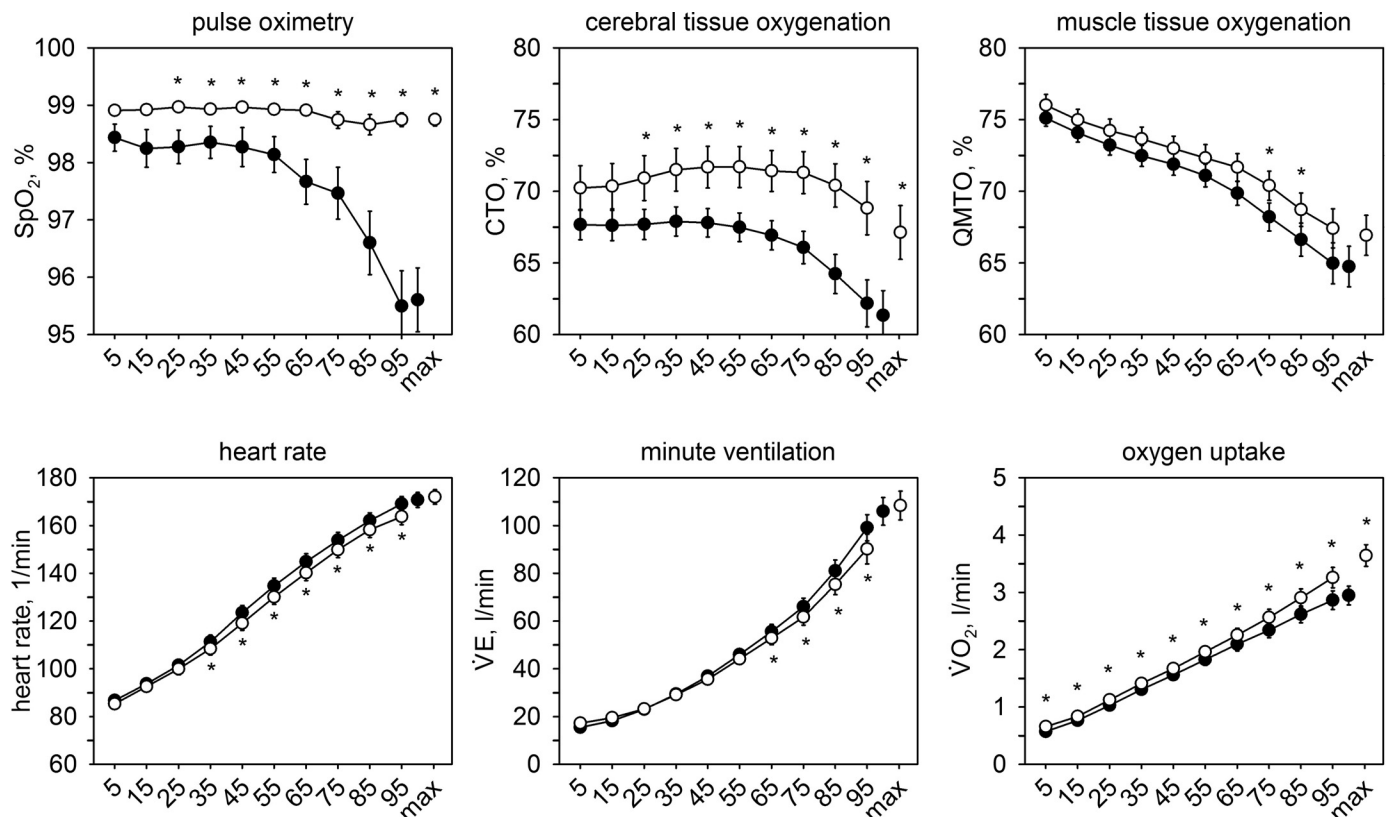 pulse oximetry
SpO2, %
100
99
98
97
96
95
* * * * * * * * *
5 15 25 35 45 55 65 75 85 95 max
cerebral tissue oxygenation
CTO, %
80
75
70
65
60
* * * * * * * * *
5 15 25 35 45 55 65 75 85 95 max
muscle tissue oxygenation
QMTO, %
80
75
70
65
60
* *
5 15 25 35 45 55 65 75 85 95 max
heart rate
heart rate, 1/min
180
160
140
120
100
80
60
* * * * * * *
5 15 25 35 45 55 65 75 85 95 max
minute ventilation
V̇E, l/min
120
100
80
60
40
20
0
* * * *
5 15 25 35 45 55 65 75 85 95 max
oxygen uptake
V̇O2, l/min
5
4
3
2
1
0
* * * * * * * * * * *
5 15 25 35 45 55 65 75 85 95 max